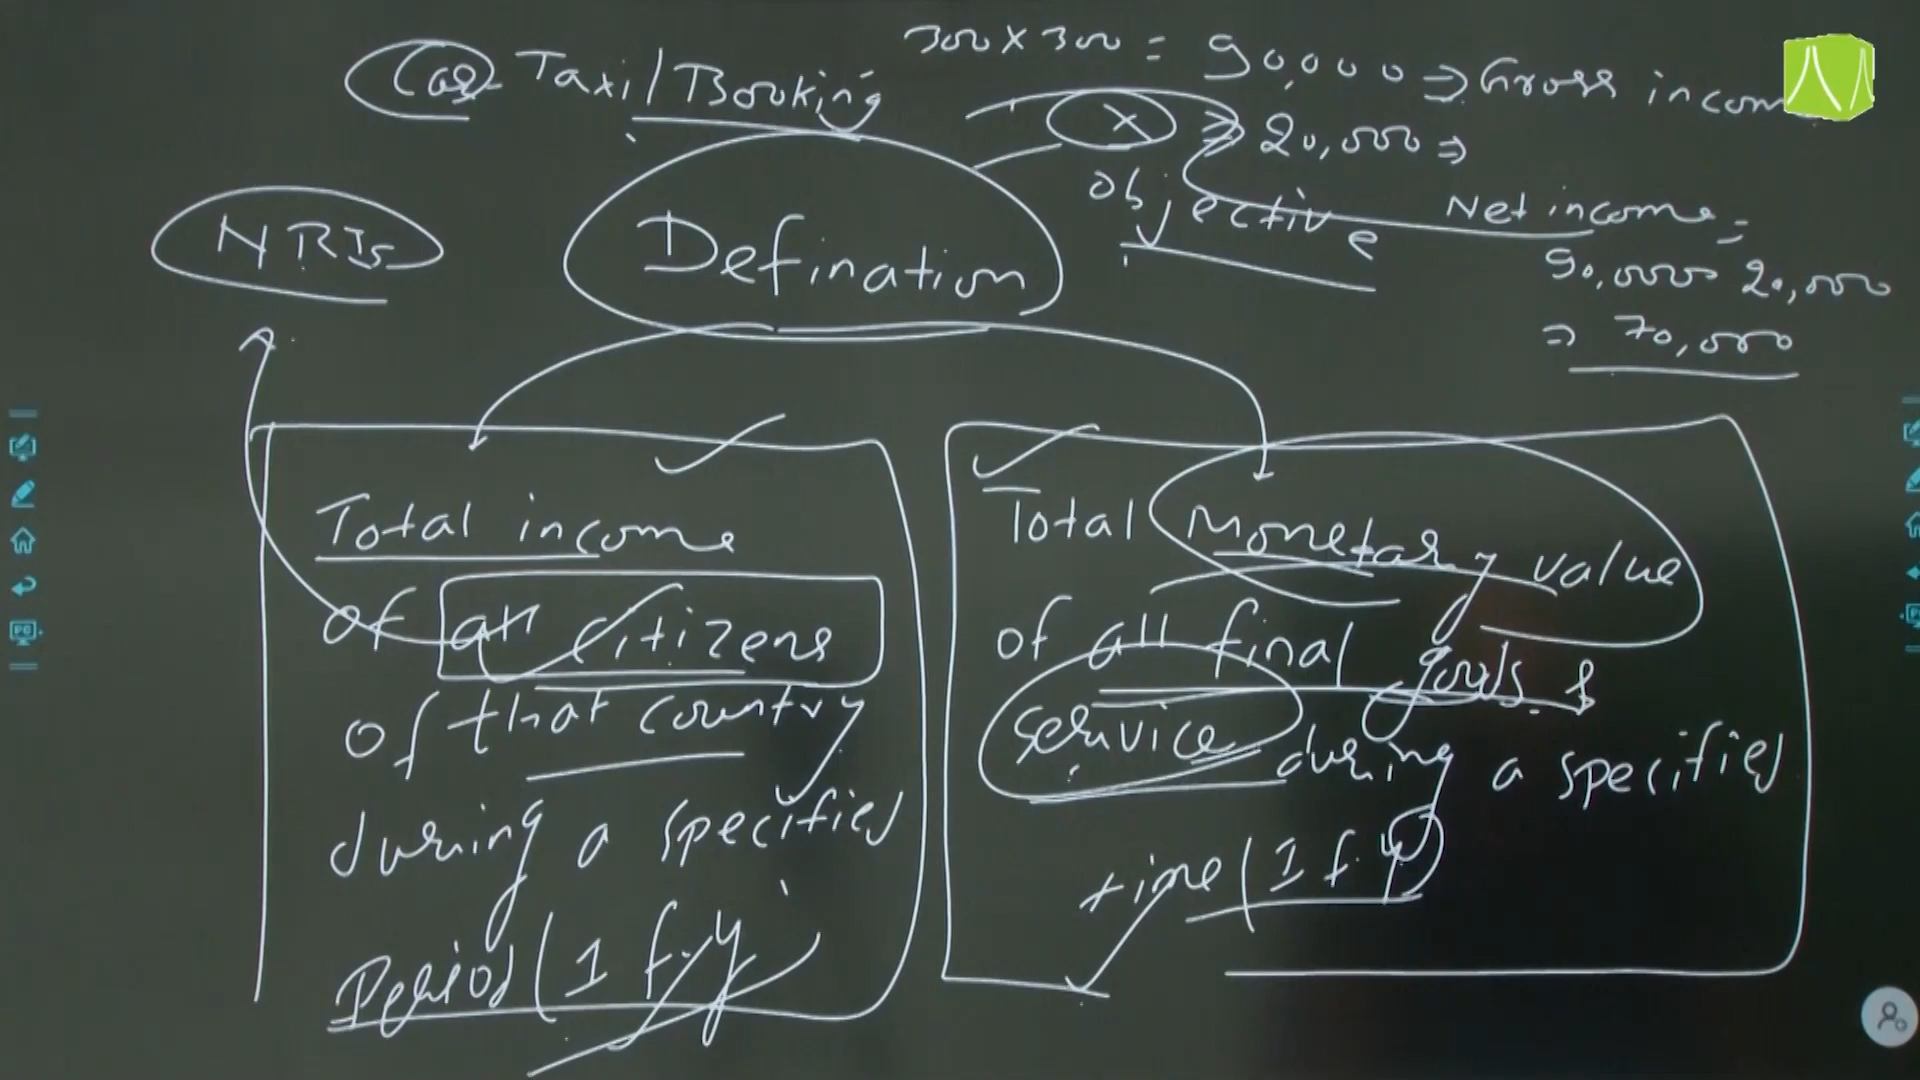 Car Taxi/Booking
300 X 300 = 90,000 ⇒ Gross income
X ⇒ 20,000 ⇒
objective
Net income =
90,000 - 20,000
⇒ 70,000
NRIs
Defination
Total income
of all citizens
of that country
during a specified
Period (1 f.y)
Total Monetary value
of all final goods &
service during a specified
time (1 f.y)